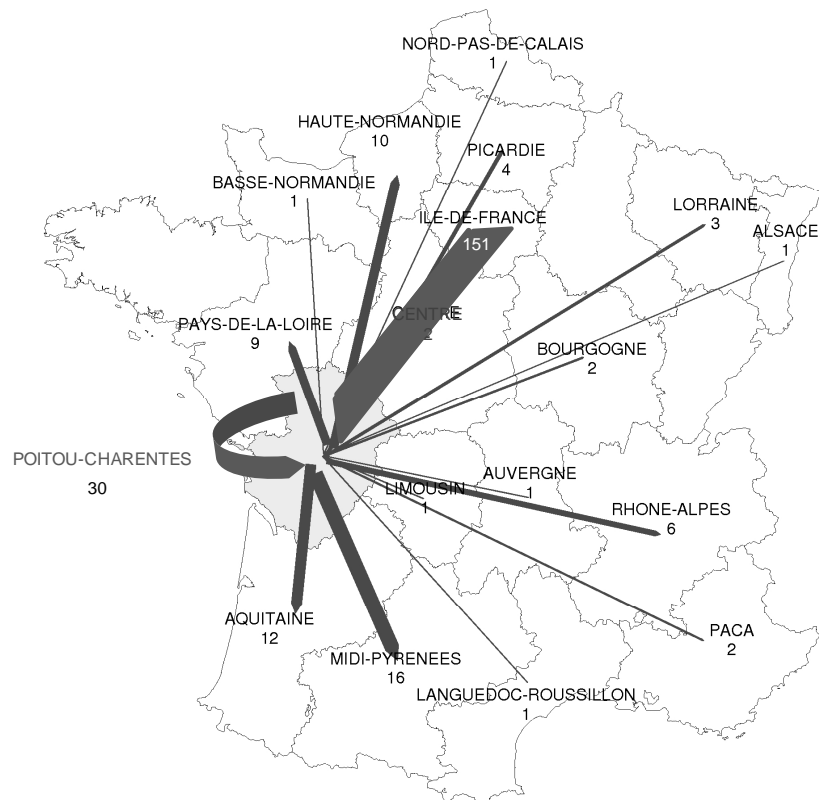 NORD-PAS-DE-CALAIS
1
HAUTE-NORMANDIE
10
PICARDIE
4
BASSE-NORMANDIE
1
ILE-DE-FRANCE
151
LORRAINE
3
ALSACE
1
CENTRE
2
PAYS-DE-LA-LOIRE
9
BOURGOGNE
2
POITOU-CHARENTES
30
AUVERGNE
1
LIMOUSIN
1
RHONE-ALPES
6
AQUITAINE
12
PACA
2
MIDI-PYRENEES
16
LANGUEDOC-ROUSSILLON
1